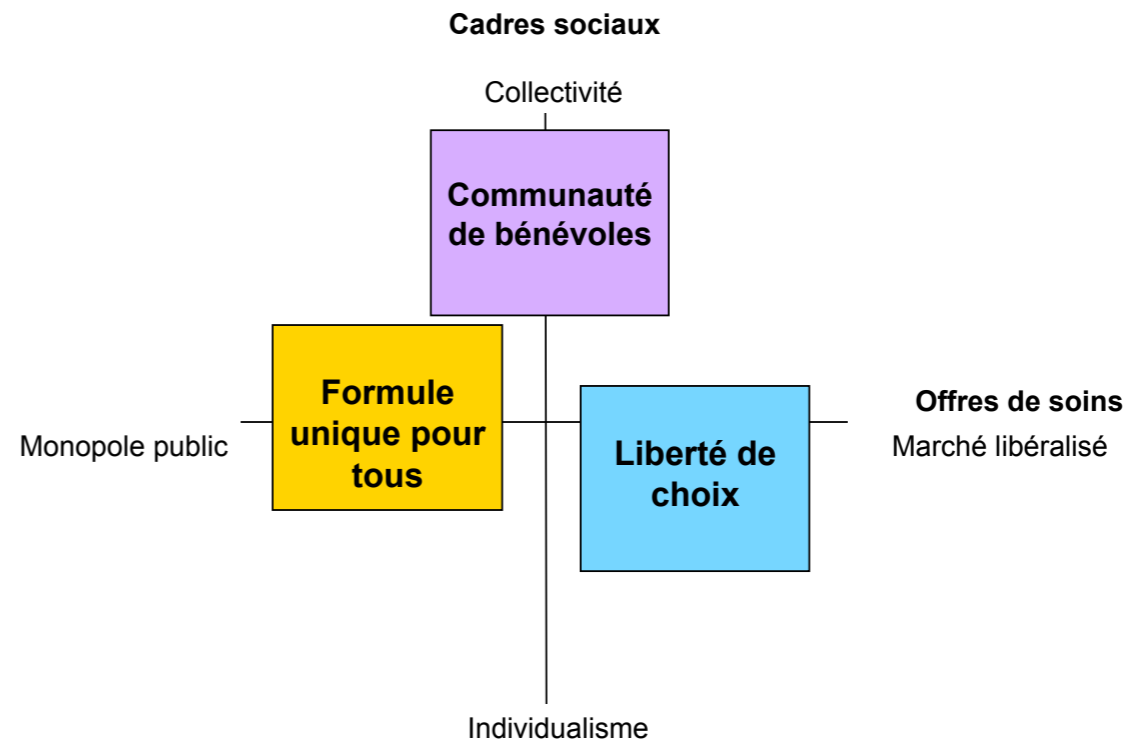 Cadres sociaux
Collectivité
Communauté
de bénévoles
Formule
unique pour
tous
Monopole public
Liberté de
choix
Offres de soins
Marché libéralisé
Individualisme